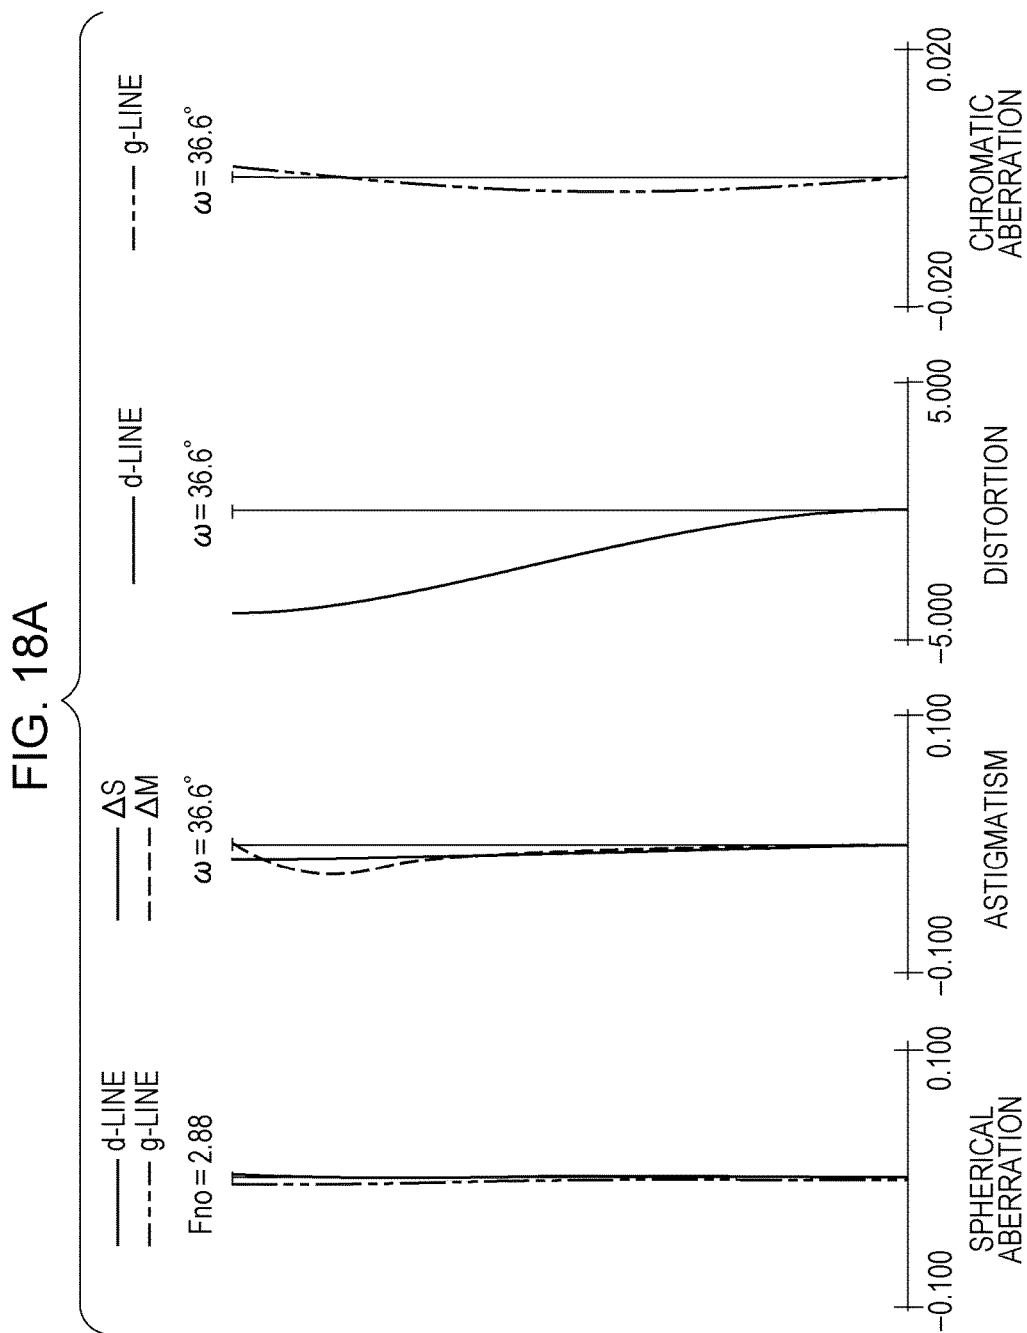 FIG. 18A
d-LINE
g-LINE
Fno = 2.88
−0.100
0.100
SPHERICAL
ABERRATION
ΔS
ΔM
ω = 36.6°
−0.100
0.100
ASTIGMATISM
d-LINE
ω = 36.6°
−5.000
5.000
DISTORTION
g-LINE
ω = 36.6°
−0.020
0.020
CHROMATIC
ABERRATION